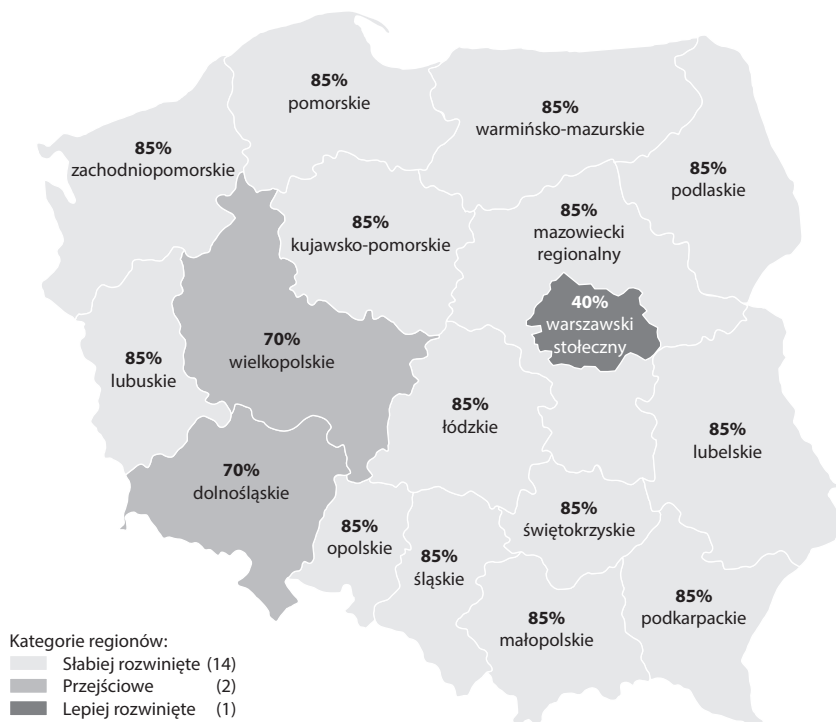 85%
pomorskie
85%
warmińsko-mazurskie
85%
zachodniopomorskie
85%
podlaskie
85%
kujawsko-pomorskie
85%
mazowiecki
regionalny
40%
warszawski
stołeczny
70%
wielkopolskie
85%
lubuskie
85%
łódzkie
85%
lubelskie
70%
dolnośląskie
85%
opolskie
85%
śląskie
85%
świętokrzyskie
85%
małopolskie
85%
podkarpackie
Kategorie regionów:
Słabiej rozwinięte (14)
Przejściowe (2)
Lepiej rozwinięte (1)